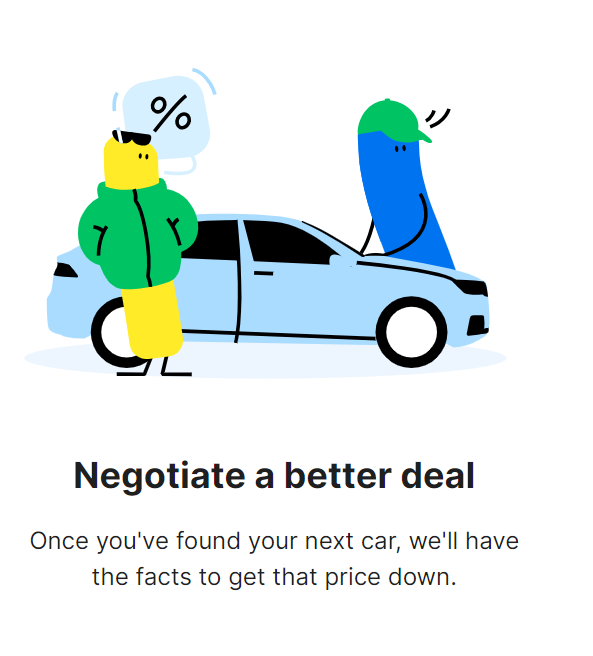 %
Negotiate a better deal
Once you've found your next car, we'll have
the facts to get that price down.